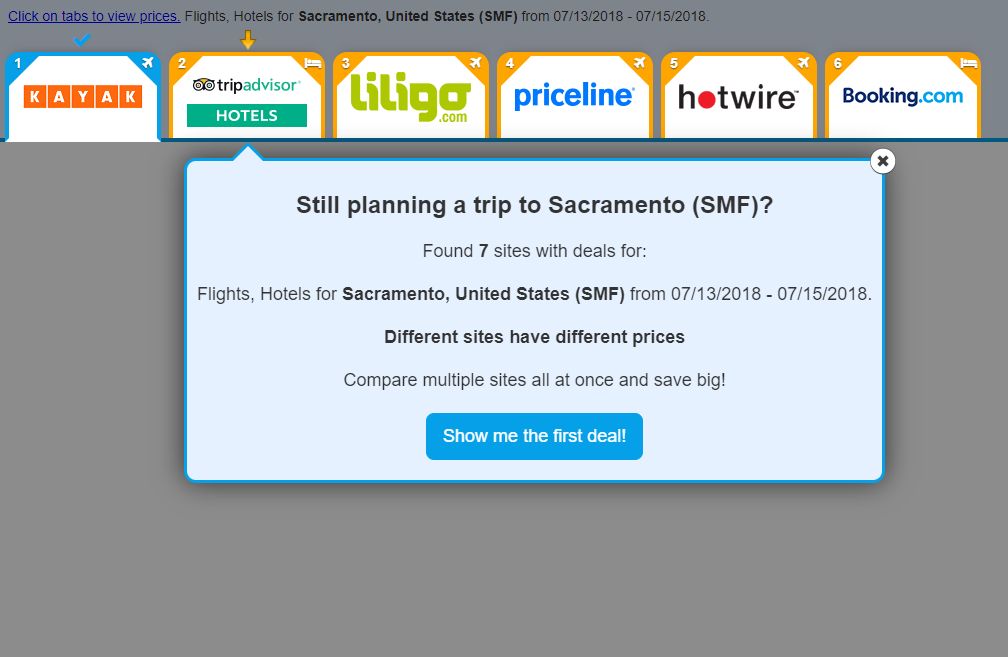 Click on tabs to view prices. Flights, Hotels for Sacramento, United States (SMF) from 07/13/2018 - 07/15/2018.
1 2 3 4 5 6
KAYAK tripadvisor® HOTELS liligo.com priceline® hotwire™ Booking.com
Still planning a trip to Sacramento (SMF)?
Found 7 sites with deals for:
Flights, Hotels for Sacramento, United States (SMF) from 07/13/2018 - 07/15/2018.
Different sites have different prices
Compare multiple sites all at once and save big!
Show me the first deal!